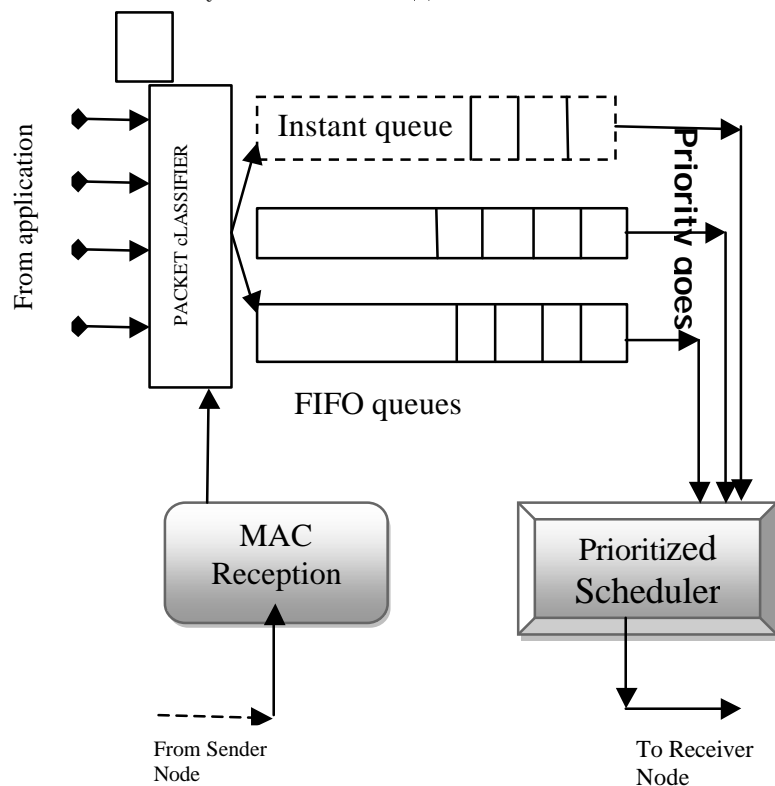 From application
PACKET cLASSIFIER
Instant queue
Priority goes
FIFO queues
MAC
Reception
Prioritized
Scheduler
From Sender
Node
To Receiver
Node